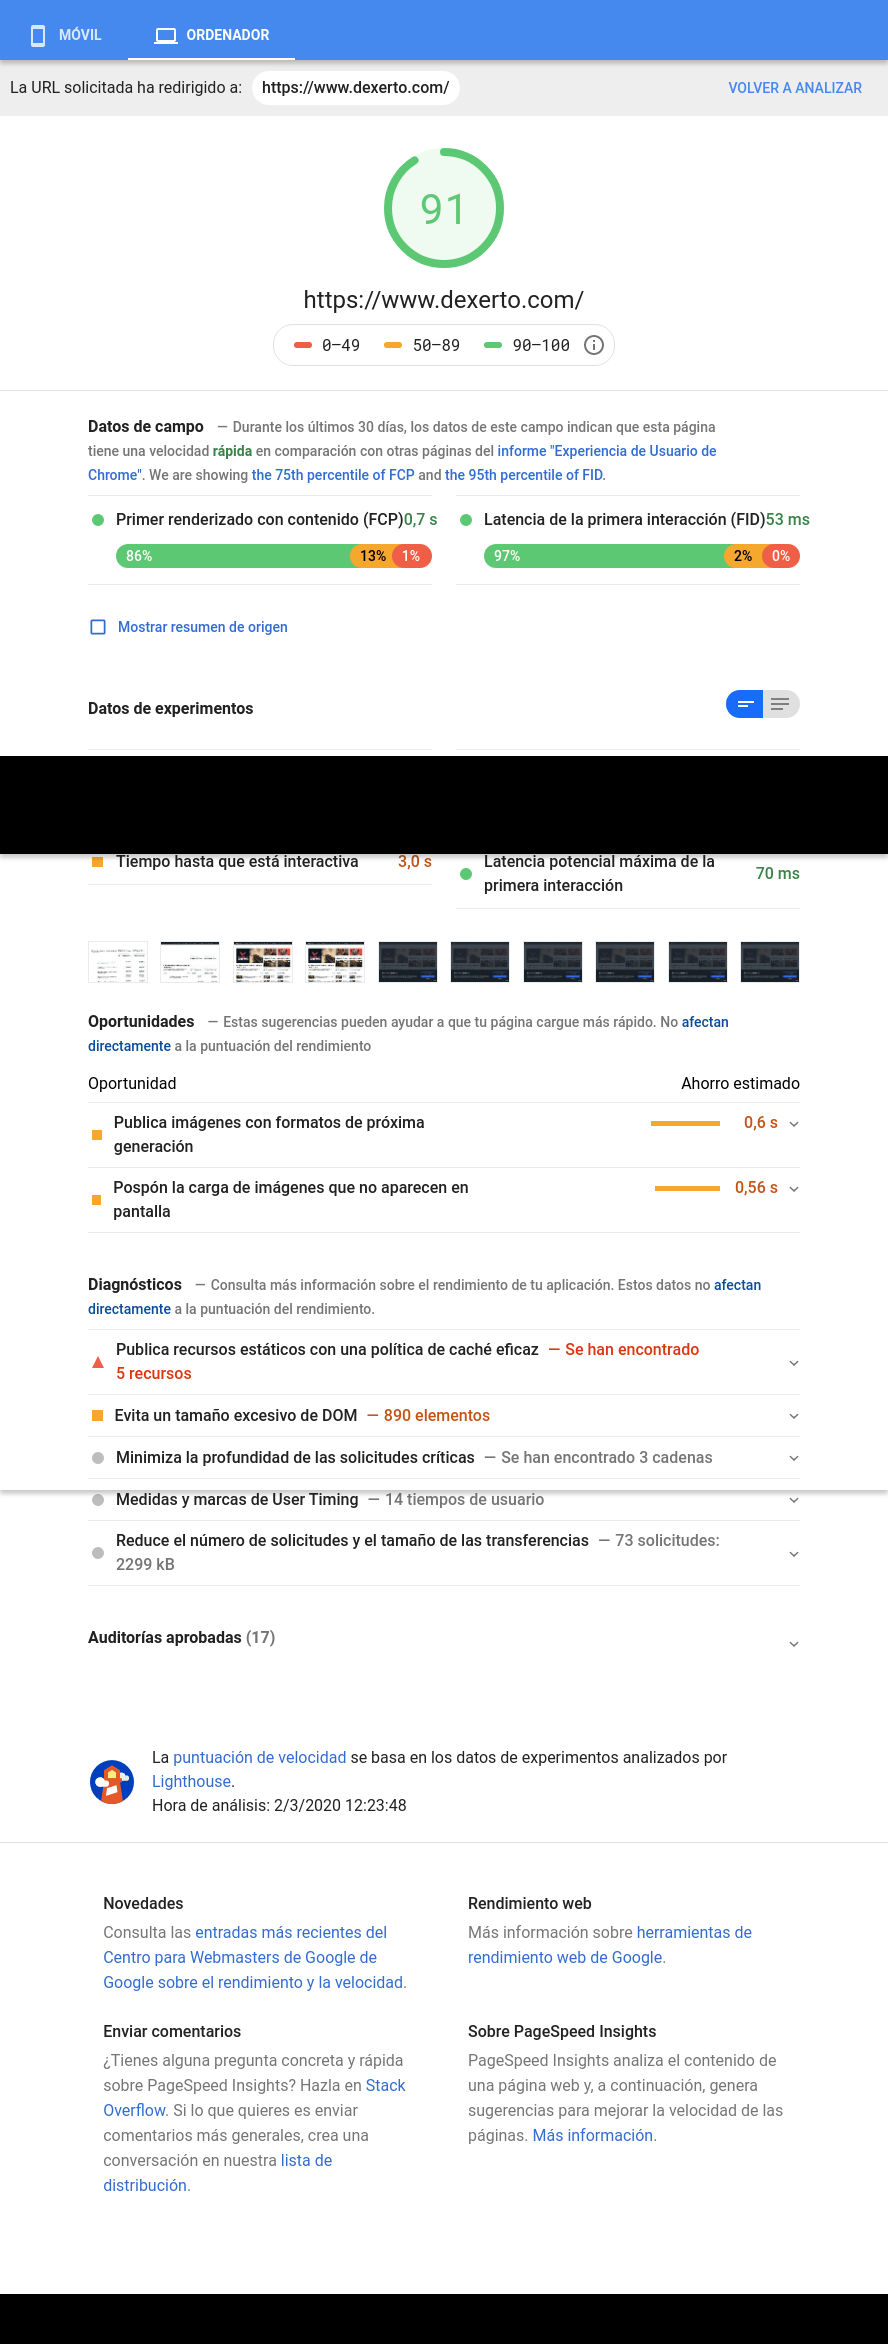 MÓVIL
ORDENADOR
La URL solicitada ha redirigido a: https://www.dexerto.com/
VOLVER A ANALIZAR
91
https://www.dexerto.com/
0–49 50–89 90–100
Datos de campo — Durante los últimos 30 días, los datos de este campo indican que esta página
tiene una velocidad rápida en comparación con otras páginas del informe "Experiencia de Usuario de
Chrome". We are showing the 75th percentile of FCP and the 95th percentile of FID.
Primer renderizado con contenido (FCP) 0,7 s
86% 13% 1%
Latencia de la primera interacción (FID) 53 ms
97% 2% 0%
Mostrar resumen de origen
Datos de experimentos
Tiempo hasta que está interactiva 3,0 s
Latencia potencial máxima de la
primera interacción
70 ms
Oportunidades — Estas sugerencias pueden ayudar a que tu página cargue más rápido. No afectan
directamente a la puntuación del rendimiento
Oportunidad Ahorro estimado
Publica imágenes con formatos de próxima
generación
0,6 s
Pospón la carga de imágenes que no aparecen en
pantalla
0,56 s
Diagnósticos — Consulta más información sobre el rendimiento de tu aplicación. Estos datos no afectan
directamente a la puntuación del rendimiento.
Publica recursos estáticos con una política de caché eficaz — Se han encontrado
5 recursos
Evita un tamaño excesivo de DOM — 890 elementos
Minimiza la profundidad de las solicitudes críticas — Se han encontrado 3 cadenas
Medidas y marcas de User Timing — 14 tiempos de usuario
Reduce el número de solicitudes y el tamaño de las transferencias — 73 solicitudes:
2299 kB
Auditorías aprobadas (17)
La puntuación de velocidad se basa en los datos de experimentos analizados por
Lighthouse.
Hora de análisis: 2/3/2020 12:23:48
Novedades
Consulta las entradas más recientes del
Centro para Webmasters de Google de
Google sobre el rendimiento y la velocidad.
Rendimiento web
Más información sobre herramientas de
rendimiento web de Google.
Enviar comentarios
¿Tienes alguna pregunta concreta y rápida
sobre PageSpeed Insights? Hazla en Stack
Overflow. Si lo que quieres es enviar
comentarios más generales, crea una
conversación en nuestra lista de
distribución.
Sobre PageSpeed Insights
PageSpeed Insights analiza el contenido de
una página web y, a continuación, genera
sugerencias para mejorar la velocidad de las
páginas. Más información.